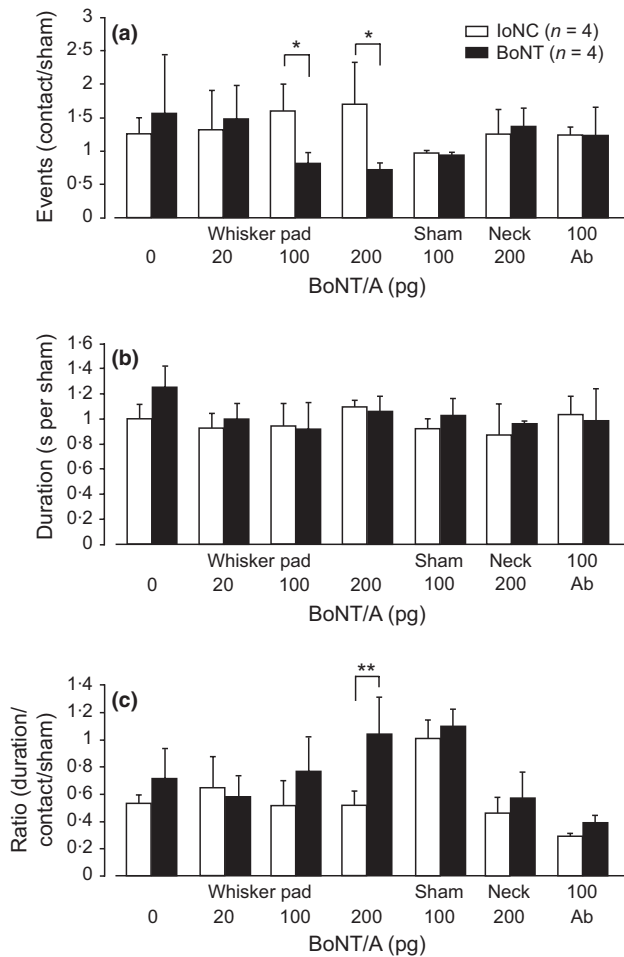 (a)
IoNC (n = 4)
BoNT (n = 4)
Events (contact/sham)
3
2·5
2
1·5
1
0·5
0
*
*
Whisker pad Sham Neck 100
0 20 100 200 100 200 Ab
BoNT/A (pg)
(b)
Duration (s per sham)
1·6
1·4
1·2
1
0·8
0·6
0·4
0·2
0
Whisker pad Sham Neck 100
0 20 100 200 100 200 Ab
BoNT/A (pg)
(c)
Ratio (duration/
contact/sham)
1·6
1·4
1·2
1
0·8
0·6
0·4
0·2
0
**
Whisker pad Sham Neck 100
0 20 100 200 100 200 Ab
BoNT/A (pg)